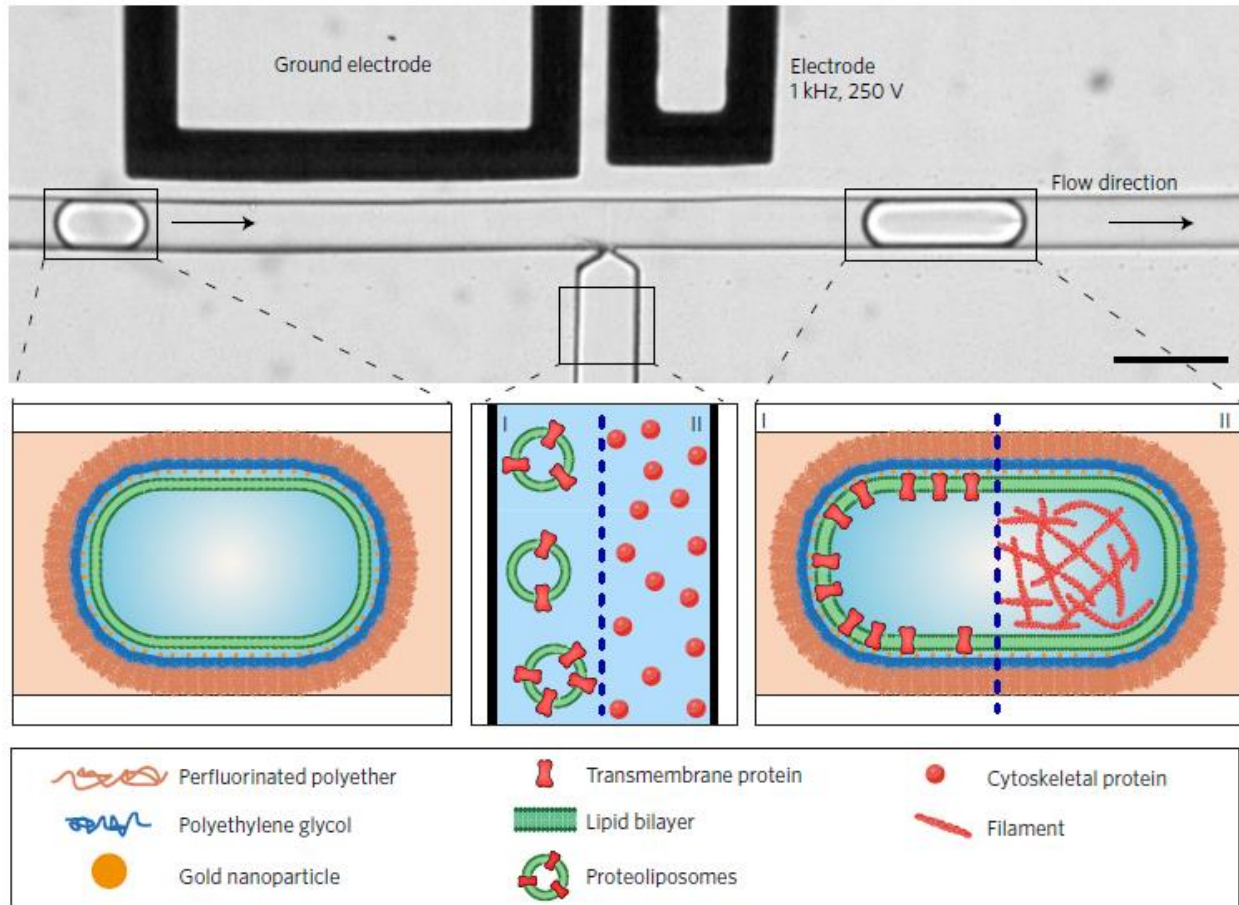 Ground electrode
Electrode
1 kHz, 250 V
Flow direction
I
II
I
II
Perfluorinated polyether
Transmembrane protein
Cytoskeletal protein
Polyethylene glycol
Lipid bilayer
Filament
Gold nanoparticle
Proteoliposomes